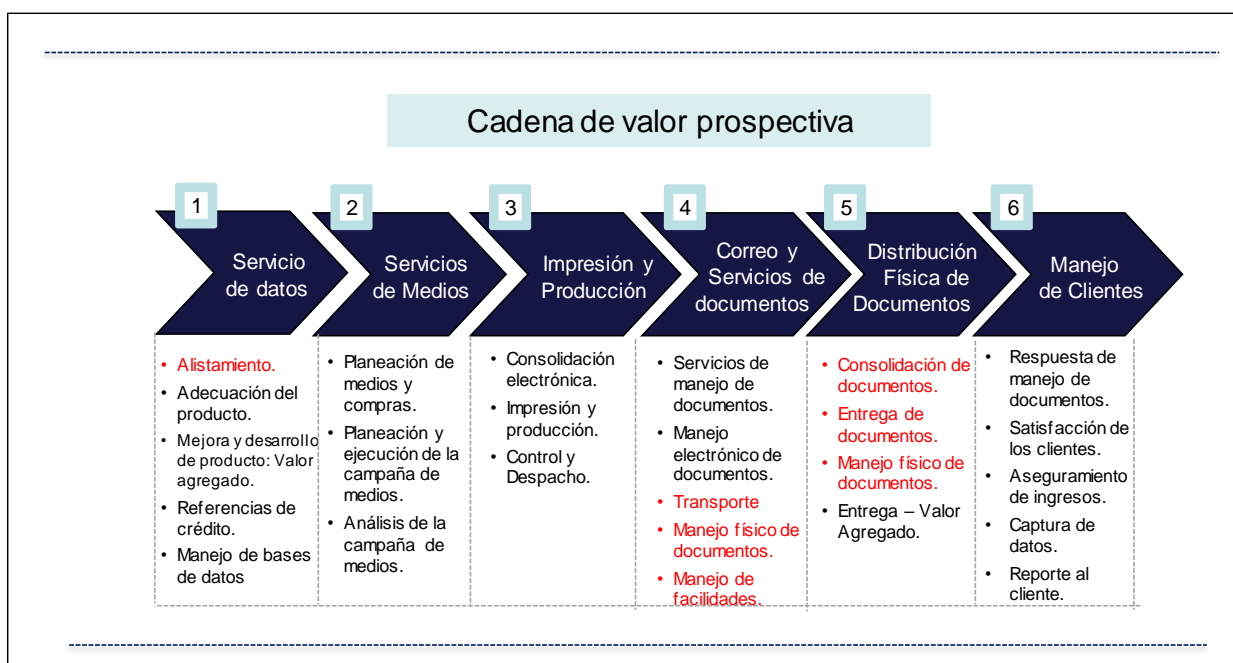 Cadena de valor prospectiva
1
2
3
4
5
6
Servicio
de datos
Servicios
de Medios
Impresión y
Producción
Correo y
Servicios de
documentos
Distribución
Física de
Documentos
Manejo
de Clientes
• Alistamiento.
• Adecuación del
producto.
• Mejora y desarrollo
de producto: Valor
agregado.
• Referencias de
crédito.
• Manejo de bases
de datos
• Planeación de
medios y
compras.
• Planeación y
ejecución de la
campaña de
medios.
• Análisis de la
campaña de
medios.
• Consolidación
electrónica.
• Impresión y
producción.
• Control y
Despacho.
• Servicios de
manejo de
documentos.
• Manejo
electrónico de
documentos.
• Transporte
• Manejo físico de
documentos.
• Manejo de
facilidades.
• Consolidación de
documentos.
• Entrega de
documentos.
• Manejo físico de
documentos.
• Entrega – Valor
Agregado.
• Respuesta de
manejo de
documentos.
• Satisfacción de
los clientes.
• Aseguramiento
de ingresos.
• Captura de
datos.
• Reporte al
cliente.